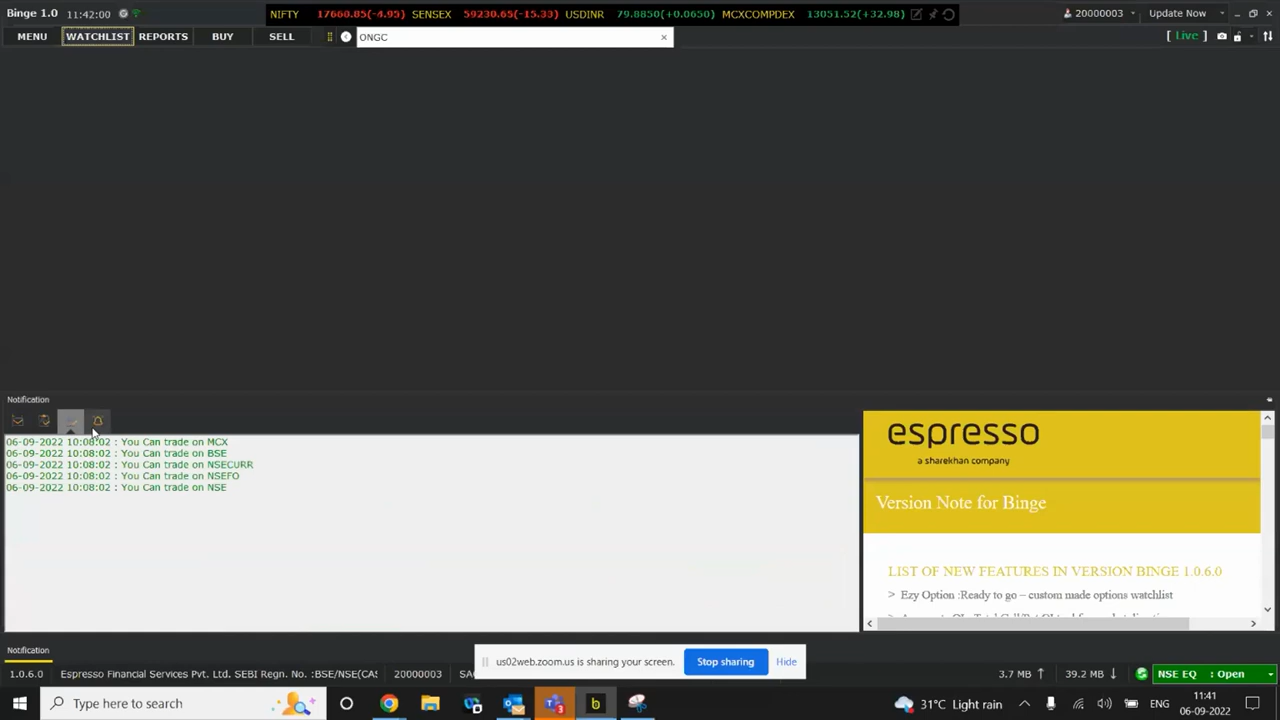 Binge 1.0 11:42:00 NIFTY 17660.85(-4.95) SENSEX 59230.65(-15.33) USDINR 79.8850(+0.0650) MCXCOMPDEX 13051.52(+32.98) 20000003 Update Now
MENU WATCHLIST REPORTS BUY SELL ONGC [ Live ]
Notification
06-09-2022 10:08:02 : You Can trade on MCX
06-09-2022 10:08:02 : You Can trade on BSE
06-09-2022 10:08:02 : You Can trade on NSECURR
06-09-2022 10:08:02 : You Can trade on NSEFO
06-09-2022 10:08:02 : You Can trade on NSE
espresso
a sharekhan company
Version Note for Binge
LIST OF NEW FEATURES IN VERSION BINGE 1.0.6.0
> Ezy Option :Ready to go – custom made options watchlist
Notification
us02web.zoom.us is sharing your screen. Stop sharing Hide
1.0.6.0 Espresso Financial Services Pvt. Ltd. SEBI Regn. No. :BSE/NSE(CAS 20000003 3.7 MB 39.2 MB NSE EQ : Open
Type here to search 31°C Light rain ENG 11:41
06-09-2022